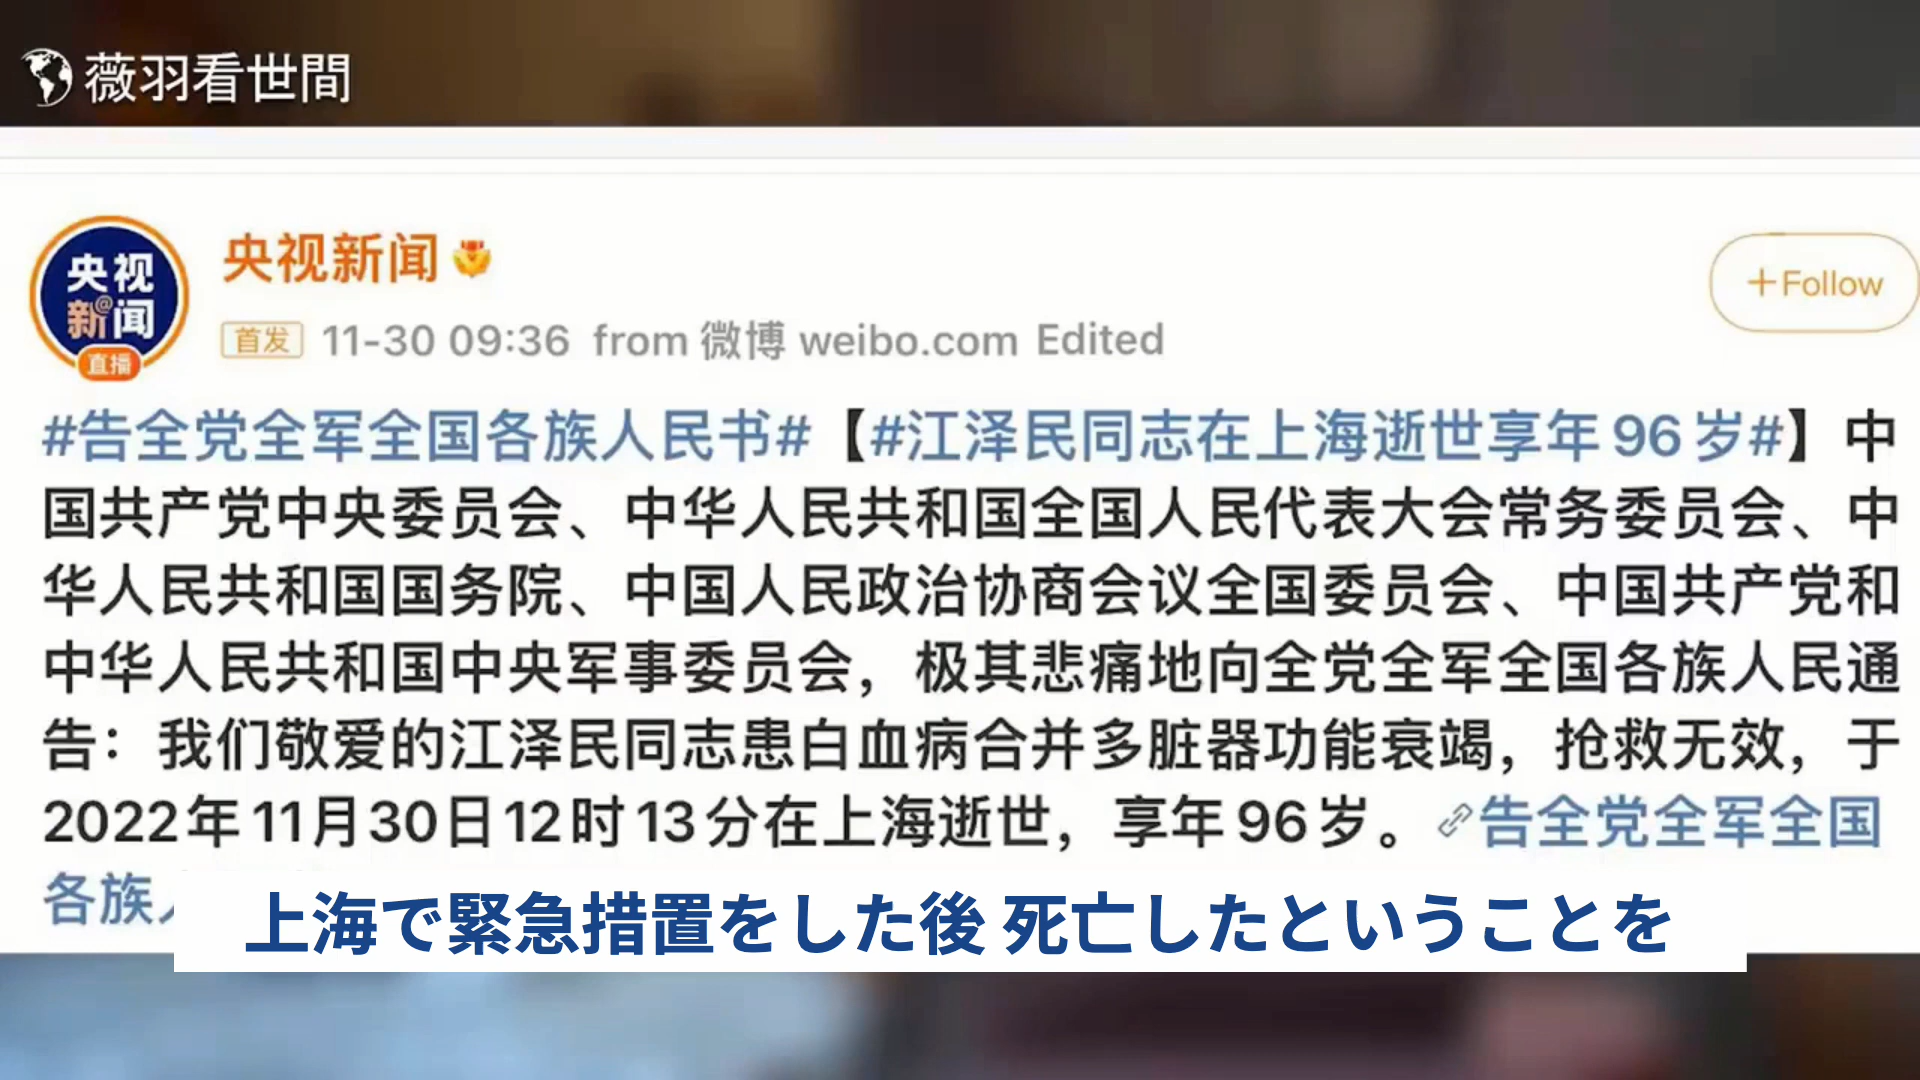 薇羽看世間
央视
新@闻
直播
央视新闻
+Follow
首发 11-30 09:36 from 微博 weibo.com Edited
#告全党全军全国各族人民书#【#江泽民同志在上海逝世享年96岁#】中
国共产党中央委员会、中华人民共和国全国人民代表大会常务委员会、中
华人民共和国国务院、中国人民政治协商会议全国委员会、中国共产党和
中华人民共和国中央军事委员会，极其悲痛地向全党全军全国各族人民通
告：我们敬爱的江泽民同志患白血病合并多脏器功能衰竭，抢救无效，于
2022年11月30日12时13分在上海逝世，享年96岁。告全党全军全国
各族
上海で緊急措置をした後 死亡したということを